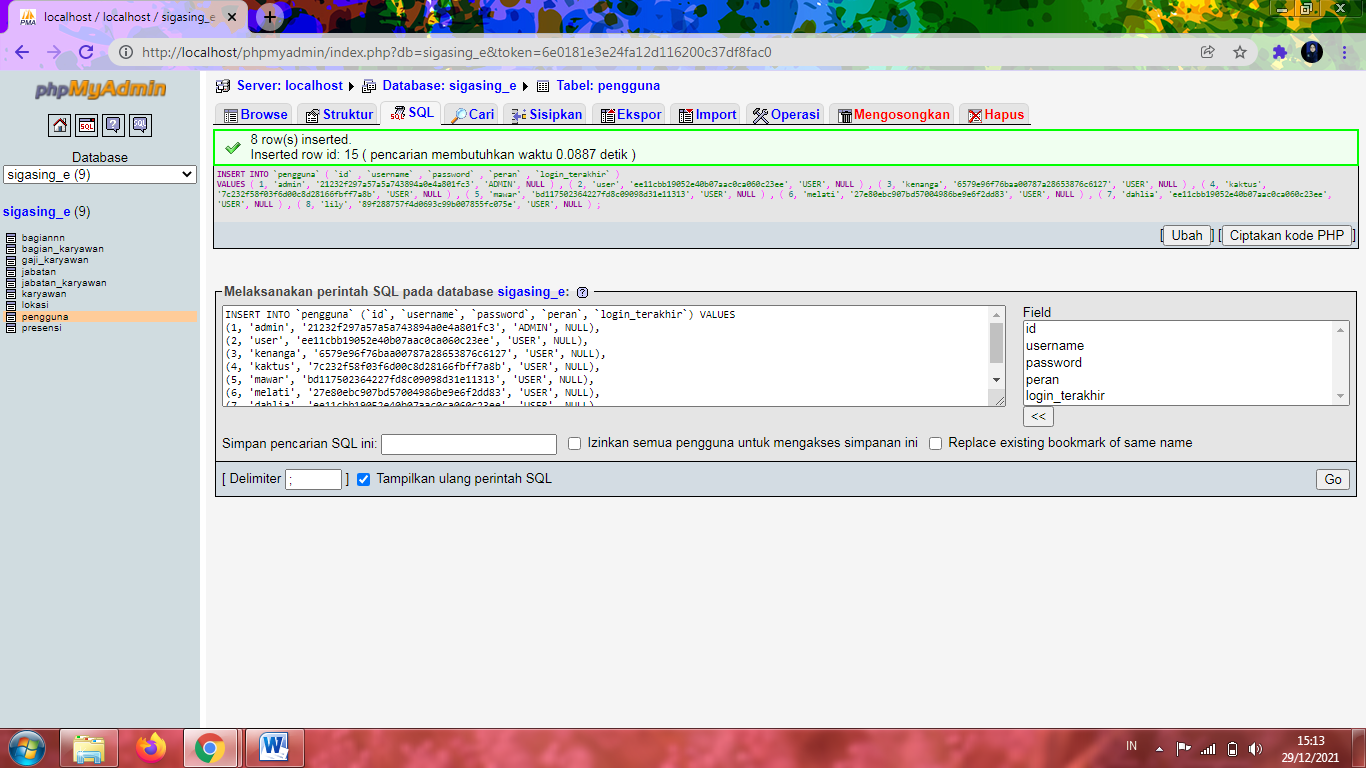 localhost / localhost / sigasing_e
http://localhost/phpmyadmin/index.php?db=sigasing_e&token=6e0181e3e24fa12d116200c37df8fac0
phpMyAdmin
Database
sigasing_e (9)
sigasing_e (9)
bagiannn
bagian_karyawan
gaji_karyawan
jabatan
jabatan_karyawan
karyawan
lokasi
pengguna
presensi
Server: localhost Database: sigasing_e Tabel: pengguna
Browse Struktur SQL Cari Sisipkan Ekspor Import Operasi Mengosongkan Hapus
8 row(s) inserted.
Inserted row id: 15 ( pencarian membutuhkan waktu 0.0887 detik )
INSERT INTO `pengguna` ( `id` , `username` , `password` , `peran` , `login_terakhir` )
VALUES ( 1, 'admin', '21232f297a57a5a743894a0e4a801fc3', 'ADMIN', NULL ) , ( 2, 'user', 'ee11cbb19052e40b07aac0ca060c23ee', 'USER', NULL ) , ( 3, 'kenanga', '6579e96f76baa00787a28653876c6127', 'USER', NULL ) , ( 4, 'kaktus',
'7c232f58f03f6d00c8d28166fbff7a8b', 'USER', NULL ) , ( 5, 'mawar', 'bd117502364227fd8c09098d31e11313', 'USER', NULL ) , ( 6, 'melati', '27e80ebc907bd57004986be9e6f2dd83', 'USER', NULL ) , ( 7, 'dahlia', 'ee11cbb19052e40b07aac0ca060c23ee',
'USER', NULL ) , ( 8, 'lily', '89f288757f4d0693c99b007855fc075e', 'USER', NULL ) ;
[ Ubah ] [ Ciptakan kode PHP ]
Melaksanakan perintah SQL pada database sigasing_e:
INSERT INTO `pengguna` (`id`, `username`, `password`, `peran`, `login_terakhir`) VALUES
(1, 'admin', '21232f297a57a5a743894a0e4a801fc3', 'ADMIN', NULL),
(2, 'user', 'ee11cbb19052e40b07aac0ca060c23ee', 'USER', NULL),
(3, 'kenanga', '6579e96f76baa00787a28653876c6127', 'USER', NULL),
(4, 'kaktus', '7c232f58f03f6d00c8d28166fbff7a8b', 'USER', NULL),
(5, 'mawar', 'bd117502364227fd8c09098d31e11313', 'USER', NULL),
(6, 'melati', '27e80ebc907bd57004986be9e6f2dd83', 'USER', NULL),
(7, 'dahlia', 'ee11cbb19052e40b07aac0ca060c23ee', 'USER', NULL),
Field
id
username
password
peran
login_terakhir
<<
Simpan pencarian SQL ini: Izinkan semua pengguna untuk mengakses simpanan ini Replace existing bookmark of same name
[ Delimiter ; ] Tampilkan ulang perintah SQL
Go
IN
15:13
29/12/2021